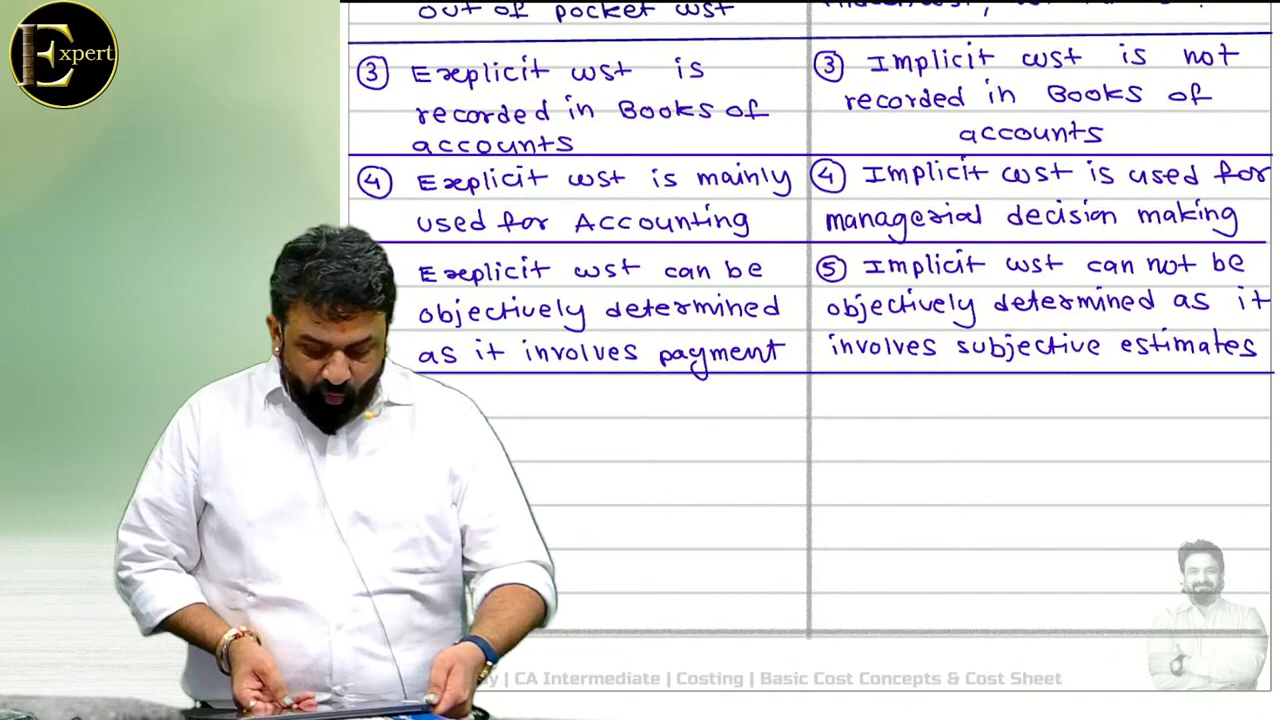 Expert
out of pocket cost
③ Explicit cost is
recorded in Books of
accounts
③ Implicit cost is not
recorded in Books of
accounts
④ Explicit cost is mainly
used for Accounting
④ Implicit cost is used for
managerial decision making
Explicit cost can be
objectively determined
as it involves payment
⑤ Implicit cost can not be
objectively determined as it
involves subjective estimates
| CA Intermediate | Costing | Basic Cost Concepts & Cost Sheet